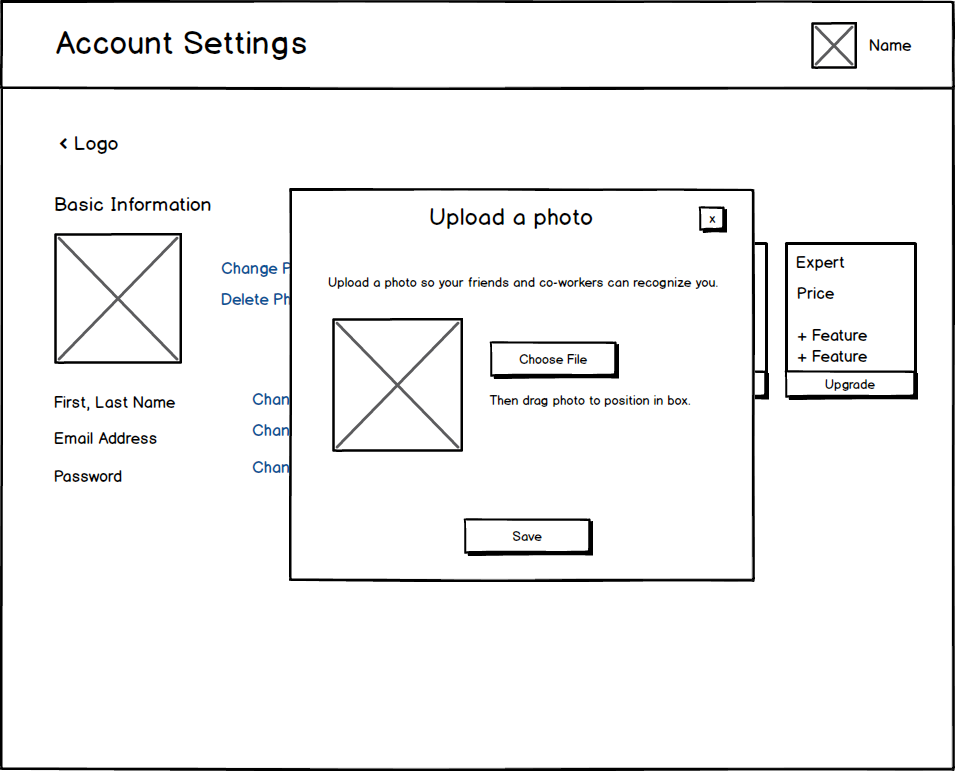 Account Settings
Name
< Logo
Basic Information
Change P
Delete Ph
First, Last Name
Chan
Email Address
Chan
Password
Chan
Upload a photo
x
Upload a photo so your friends and co-workers can recognize you.
Choose File
Then drag photo to position in box.
Save
Expert
Price
+ Feature
+ Feature
Upgrade